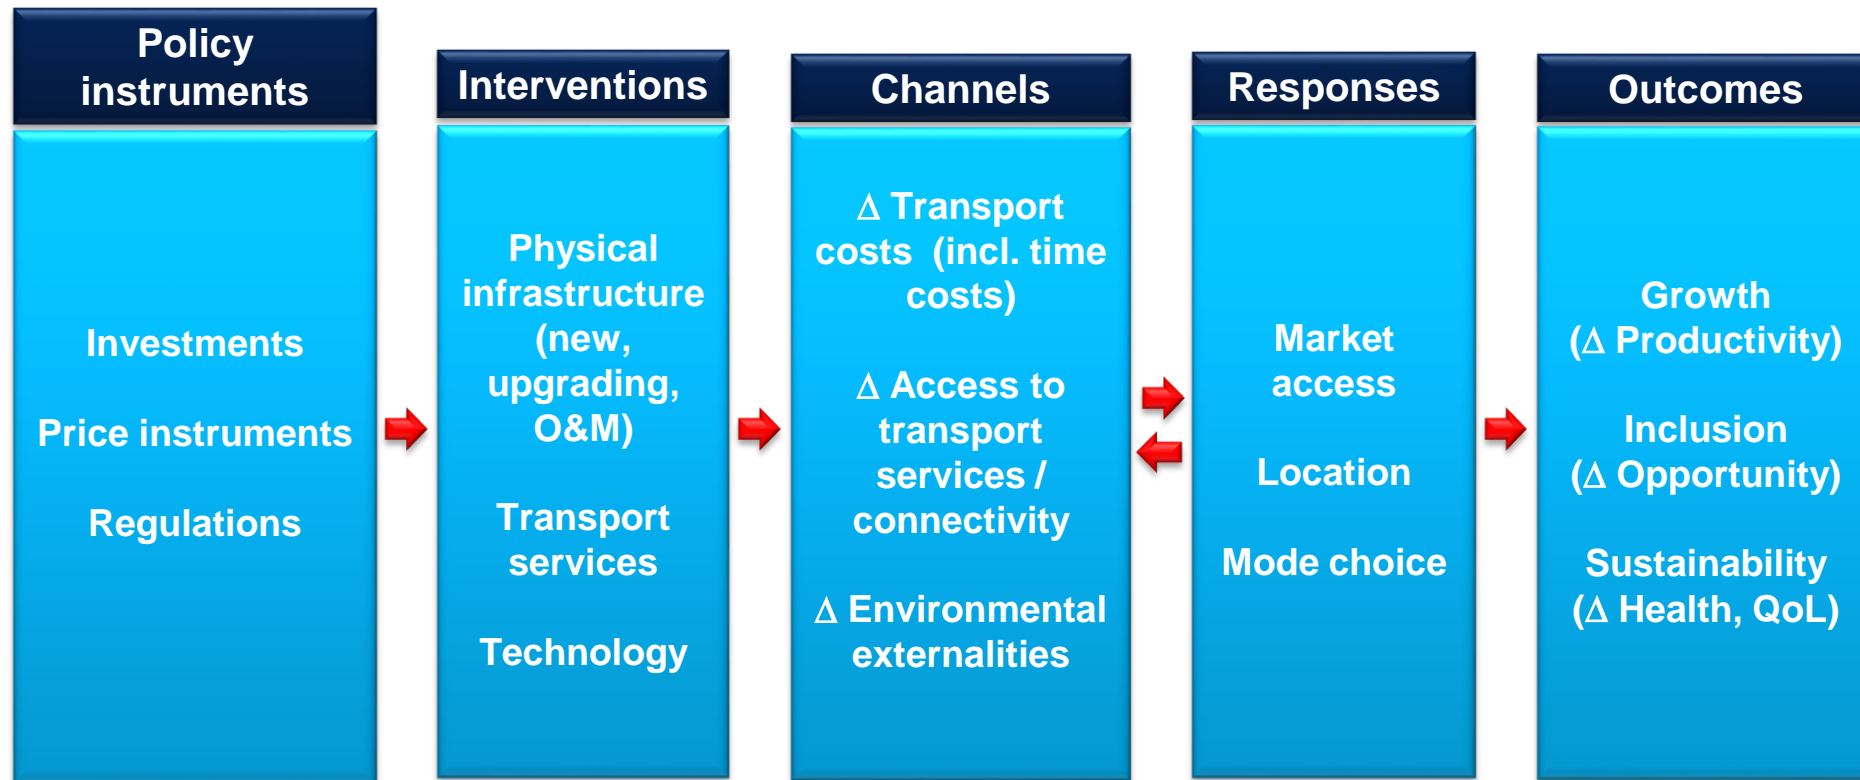 Policy
instruments
Investments
Price instruments
Regulations
Interventions
Physical
infrastructure
(new,
upgrading,
O&M)
Transport
services
Technology
Channels
Δ Transport
costs (incl. time
costs)
Δ Access to
transport
services /
connectivity
Δ Environmental
externalities
Responses
Market
access
Location
Mode choice
Outcomes
Growth
(Δ Productivity)
Inclusion
(Δ Opportunity)
Sustainability
(Δ Health, QoL)